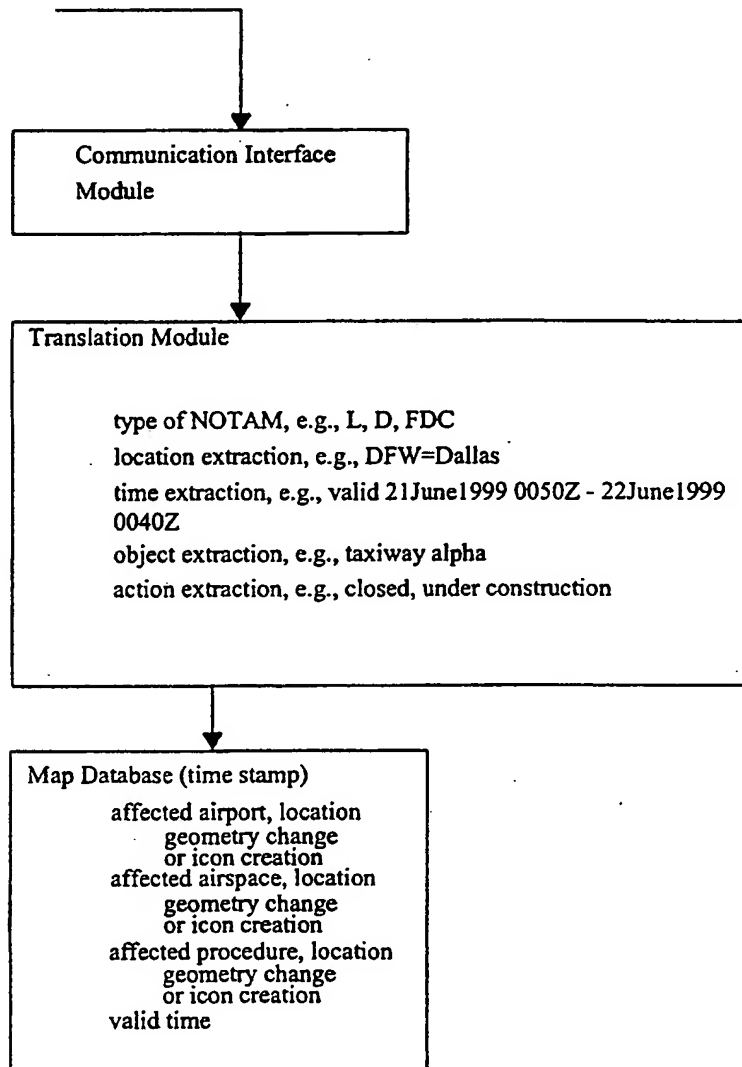 Communication Interface
Module
Translation Module
type of NOTAM, e.g., L, D, FDC
location extraction, e.g., DFW=Dallas
time extraction, e.g., valid 21June1999 0050Z - 22June1999
0040Z
object extraction, e.g., taxiway alpha
action extraction, e.g., closed, under construction
Map Database (time stamp)
affected airport, location
geometry change
or icon creation
affected airspace, location
geometry change
or icon creation
affected procedure, location
geometry change
or icon creation
valid time